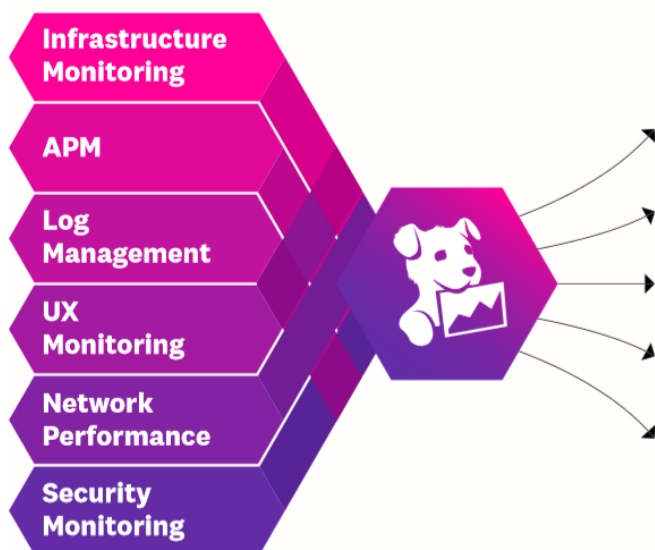 Infrastructure
Monitoring
APM
Log
Management
UX
Monitoring
Network
Performance
Security
Monitoring